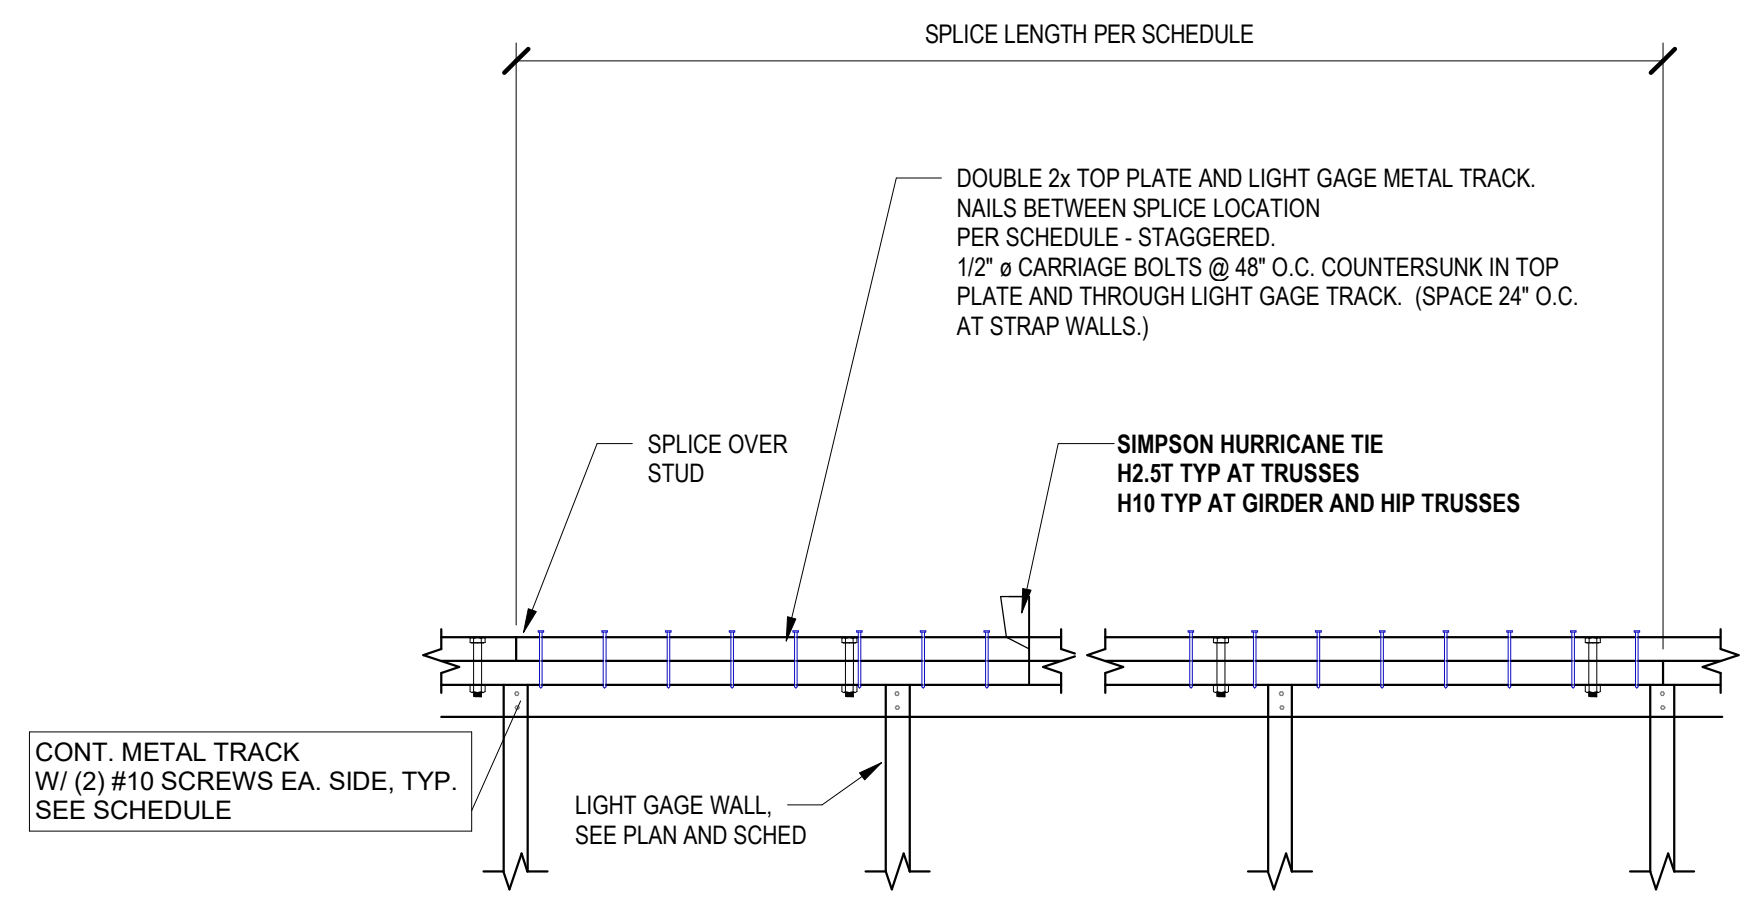 SPLICE LENGTH PER SCHEDULE
DOUBLE 2x TOP PLATE AND LIGHT GAGE METAL TRACK.
NAILS BETWEEN SPLICE LOCATION
PER SCHEDULE - STAGGERED.
1/2" ø CARRIAGE BOLTS @ 48" O.C. COUNTERSUNK IN TOP
PLATE AND THROUGH LIGHT GAGE TRACK.  (SPACE 24" O.C.
AT STRAP WALLS.)
SPLICE OVER
STUD
SIMPSON HURRICANE TIE
H2.5T TYP AT TRUSSES
H10 TYP AT GIRDER AND HIP TRUSSES
CONT. METAL TRACK
W/ (2) #10 SCREWS EA. SIDE, TYP.
SEE SCHEDULE
LIGHT GAGE WALL,
SEE PLAN AND SCHED